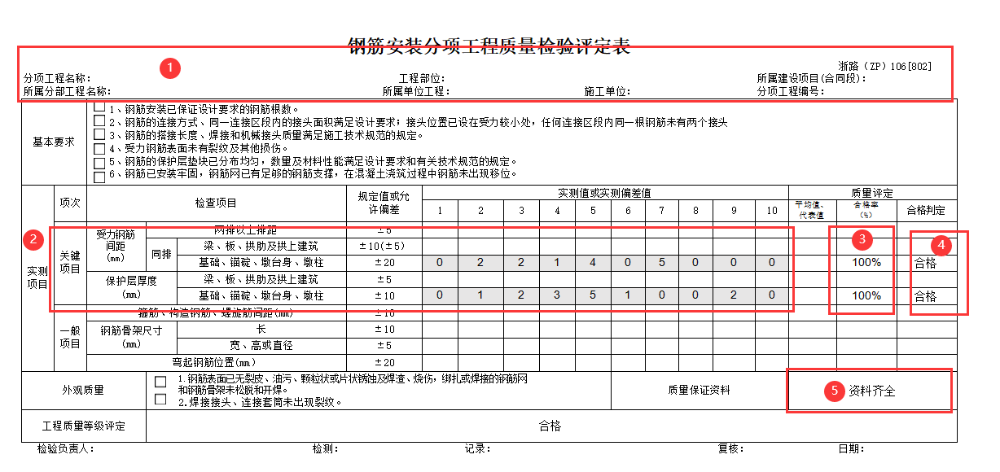 钢筋安装分项工程质量检验评定表
1
浙路（ZP）106[802]
分项工程名称： 工程部位： 所属建设项目(合同段)：
所属分部工程名称： 所属单位工程： 施工单位： 分项工程编号：
基本要求
1、钢筋安装已保证设计要求的钢筋根数。
2、钢筋的连接方式、同一连接区段内的接头面积满足设计要求；接头位置已设在受力较小处，任何连接区段内同一根钢筋未有两个接头
3、钢筋的搭接长度、焊接和机械接头质量满足施工技术规范的规定。
4、受力钢筋表面未有裂纹及其他损伤。
5、钢筋的保护层垫块已分布均匀，数量及材料性能满足设计要求和有关技术规范的规定。
6、钢筋已安装牢固，钢筋网已有足够的钢筋支撑，在混凝土浇筑过程中钢筋未出现移位。
实测项目
项次 检查项目 规定值或允许偏差 实测值或实测偏差值 质量评定
1 2 3 4 5 6 7 8 9 10 平均值、代表值 合格率(%) 合格判定
2 3 4
关键项目
受力钢筋间距(mm) 两排以上排距 ±5
同排 梁、板、拱肋及拱上建筑 ±10(±5)
基础、锚碇、墩台身、墩柱 ±20 0 2 2 1 4 0 5 0 0 0 100% 合格
保护层厚度(mm) 梁、板、拱肋及拱上建筑 ±5
基础、锚碇、墩台身、墩柱 ±10 0 1 2 3 5 1 0 0 2 0 100% 合格
一般项目
箍筋、构造钢筋、螺旋筋间距(mm) ±10
钢筋骨架尺寸(mm) 长 ±10
宽、高或直径 ±5
弯起钢筋位置(mm) ±20
外观质量
1.钢筋表面已无裂皮、油污、颗粒状或片状锈蚀及焊渣、烧伤，绑扎或焊接的钢筋网
和钢筋骨架未松脱和开焊。
2.焊接接头、连接套筒未出现裂纹。
质量保证资料 5 资料齐全
工程质量等级评定 合格
检验负责人： 检测： 记录： 复核： 日期：